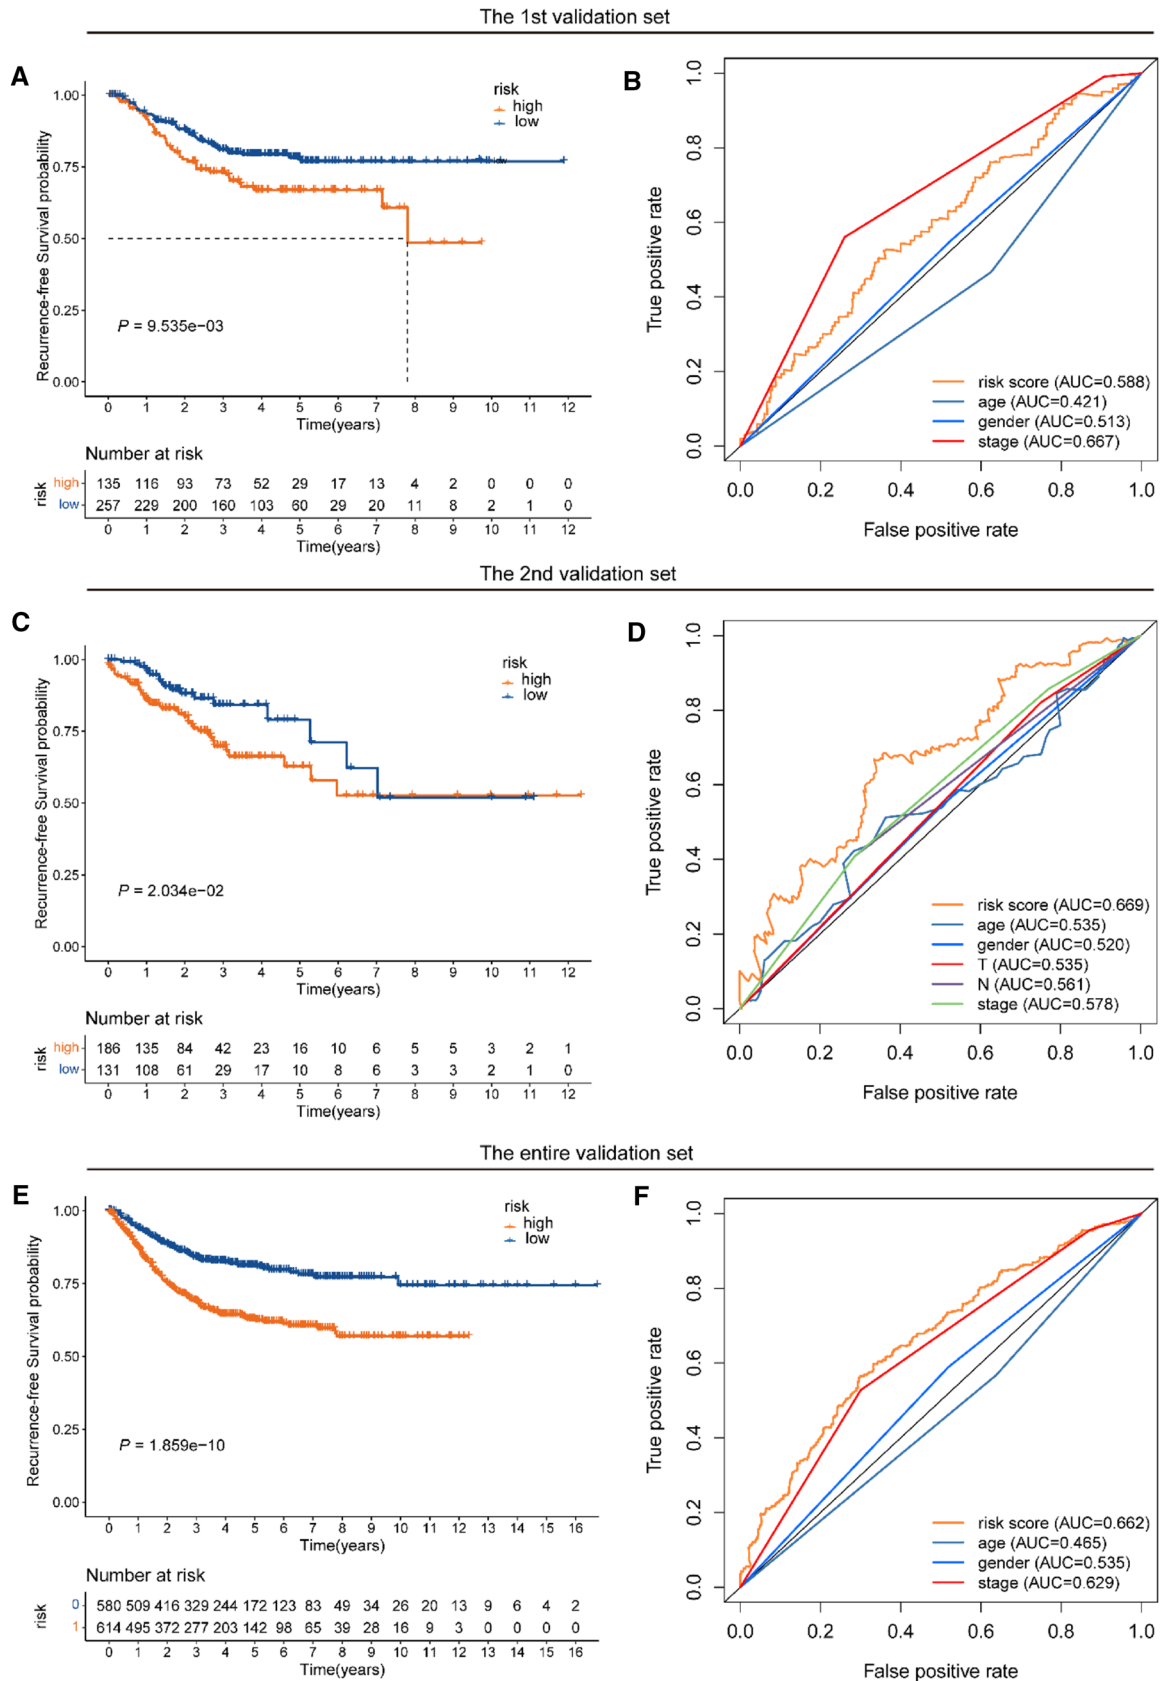 The 1st validation set
A
Recurrence-free Survival probability
1.00
0.75
0.50
0.25
0.00
risk
high
low
P = 9.535e−03
0 1 2 3 4 5 6 7 8 9 10 11 12
Time(years)
Number at risk
risk
high 135 116 93 73 52 29 17 13 4 2 0 0 0
low 257 229 200 160 103 60 29 20 11 8 2 1 0
0 1 2 3 4 5 6 7 8 9 10 11 12
Time(years)
B
True positive rate
1.0
0.8
0.6
0.4
0.2
0.0
risk score (AUC=0.588)
age (AUC=0.421)
gender (AUC=0.513)
stage (AUC=0.667)
0.0 0.2 0.4 0.6 0.8 1.0
False positive rate
The 2nd validation set
C
Recurrence-free Survival probability
1.00
0.75
0.50
0.25
0.00
risk
high
low
P = 2.034e−02
0 1 2 3 4 5 6 7 8 9 10 11 12
Time(years)
Number at risk
risk
high 186 135 84 42 23 16 10 6 5 5 3 2 1
low 131 108 61 29 17 10 8 6 3 3 2 1 0
0 1 2 3 4 5 6 7 8 9 10 11 12
Time(years)
D
True positive rate
1.0
0.8
0.6
0.4
0.2
0.0
risk score (AUC=0.669)
age (AUC=0.535)
gender (AUC=0.520)
T (AUC=0.535)
N (AUC=0.561)
stage (AUC=0.578)
0.0 0.2 0.4 0.6 0.8 1.0
False positive rate
The entire validation set
E
Recurrence-free Survival probability
1.00
0.75
0.50
0.25
0.00
risk
high
low
P = 1.859e−10
0 1 2 3 4 5 6 7 8 9 10 11 12 13 14 15 16
Time(years)
Number at risk
risk
0 580 509 416 329 244 172 123 83 49 34 26 20 13 9 6 4 2
1 614 495 372 277 203 142 98 65 39 28 16 9 3 0 0 0 0
0 1 2 3 4 5 6 7 8 9 10 11 12 13 14 15 16
Time(years)
F
True positive rate
1.0
0.8
0.6
0.4
0.2
0.0
risk score (AUC=0.662)
age (AUC=0.465)
gender (AUC=0.535)
stage (AUC=0.629)
0.0 0.2 0.4 0.6 0.8 1.0
False positive rate